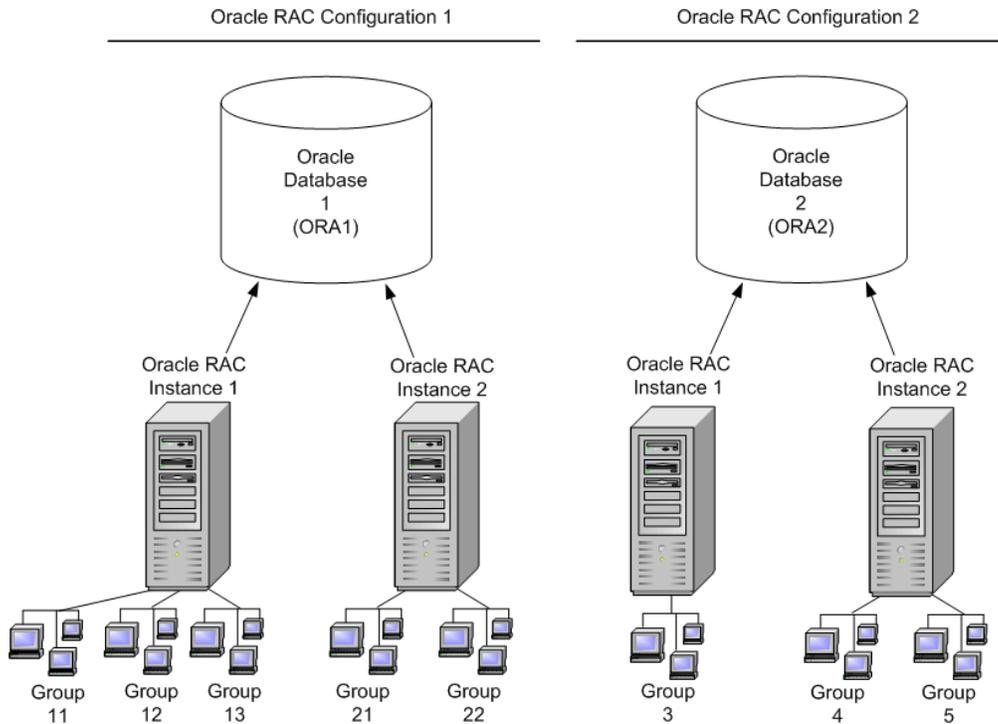 Oracle RAC Configuration 1
Oracle RAC Configuration 2
Oracle
Database
1
(ORA1)
Oracle
Database
2
(ORA2)
Oracle RAC
Instance 1
Oracle RAC
Instance 2
Oracle RAC
Instance 1
Oracle RAC
Instance 2
Group
11
Group
12
Group
13
Group
21
Group
22
Group
3
Group
4
Group
5